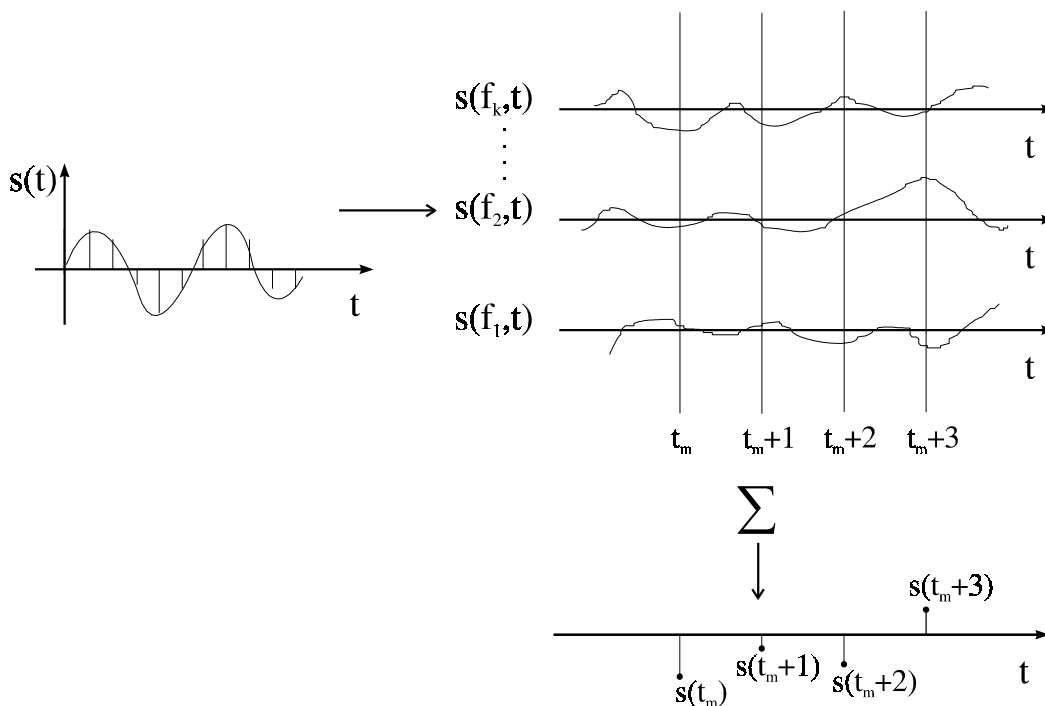 s(t)
t
s(f_k,t)
t
s(f_2,t)
t
s(f_1,t)
t
t_m t_m+1 t_m+2 t_m+3
∑
s(t_m+3)
s(t_m) s(t_m+1) s(t_m+2) t